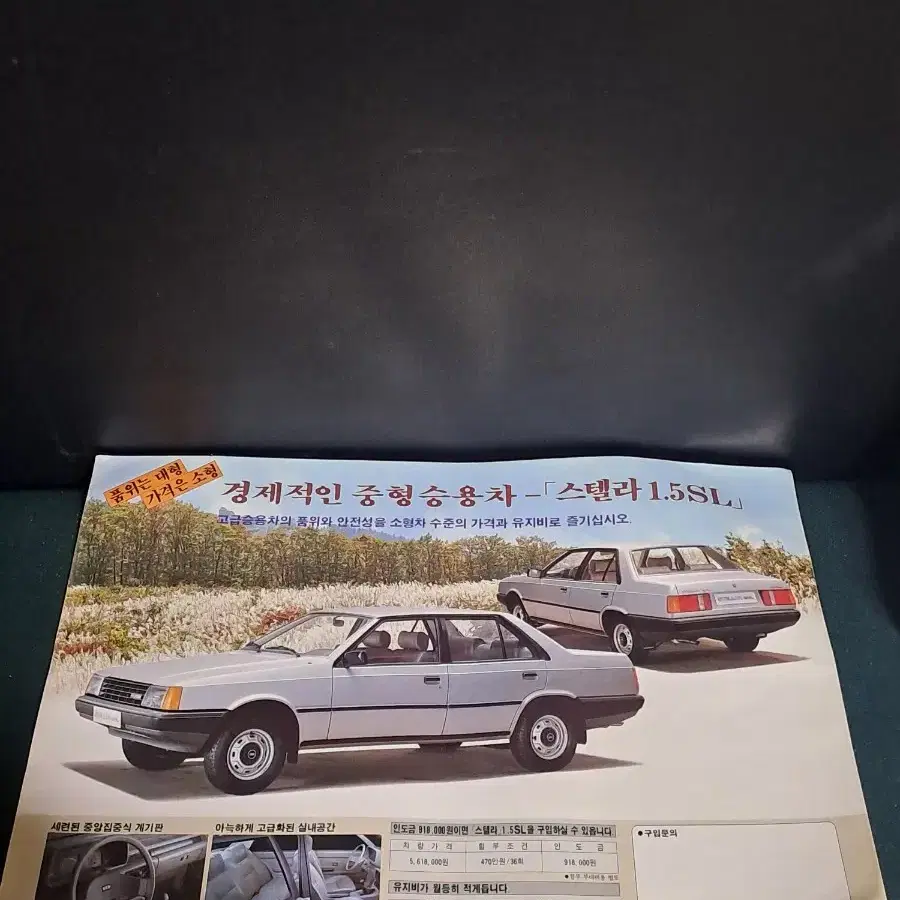 품위는 대형
가격은 소형
경제적인 중형승용차-「스텔라 1.5SL」
고급승용차의 품위와 안전성을 소형차 수준의 가격과 유지비로 즐기십시오.
세련된 중앙집중식 계기판
아늑하게 고급화된 실내공간
인도금 918,000원이면 「스텔라 1.5SL」을 구입하실 수 있읍니다
차량가격 할부조건 인도금
5,618,000원 470만원/36회 918,000원
유지비가 월등히 적게듭니다
●구입문의